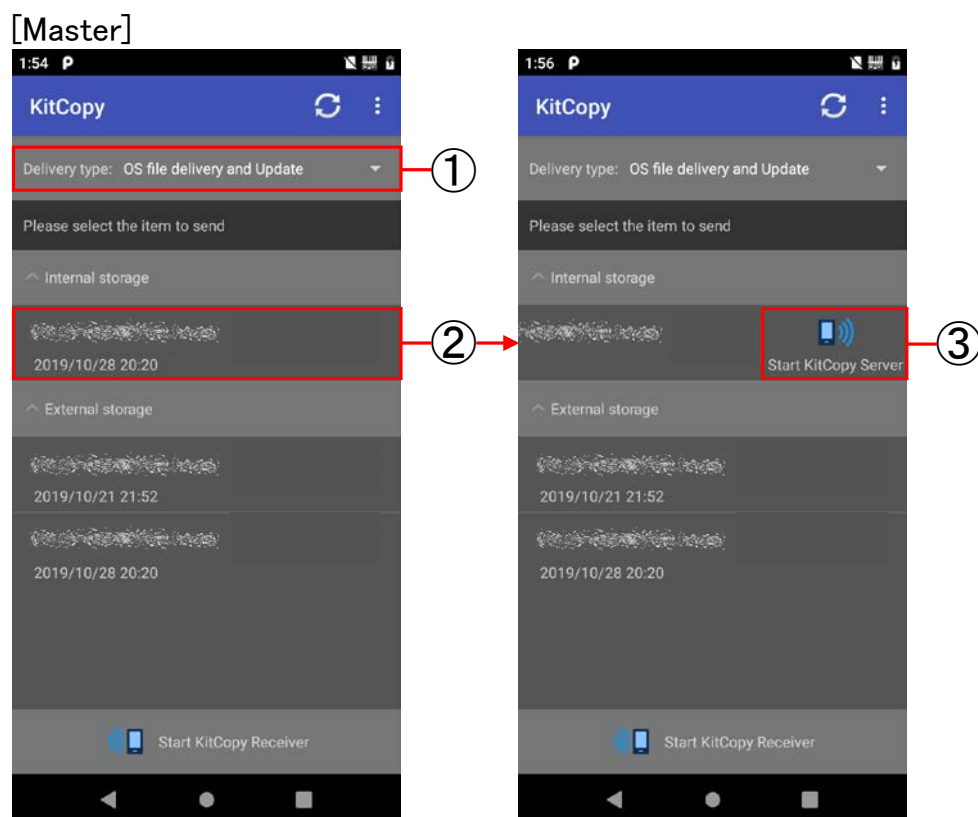 [Master]
1:54
KitCopy
Delivery type: OS file delivery and Update
①
Please select the item to send
Internal storage
②
2019/10/28 20:20
External storage
2019/10/21 21:52
2019/10/28 20:20
Start KitCopy Receiver
1:56
KitCopy
Delivery type: OS file delivery and Update
Please select the item to send
Internal storage
Start KitCopy Server
③
External storage
2019/10/21 21:52
2019/10/28 20:20
Start KitCopy Receiver